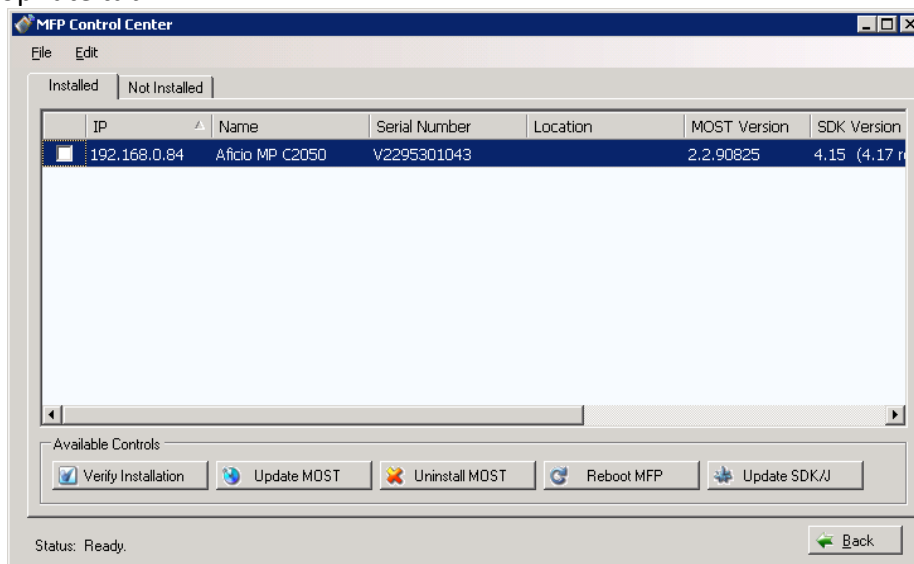 MFP Control Center
File Edit
Installed Not Installed
IP Name Serial Number Location MOST Version SDK Version
192.168.0.84 Aficio MP C2050 V2295301043 2.2.90825 4.15 (4.17 r
Available Controls
Verify Installation Update MOST Uninstall MOST Reboot MFP Update SDK/J
Status: Ready. Back